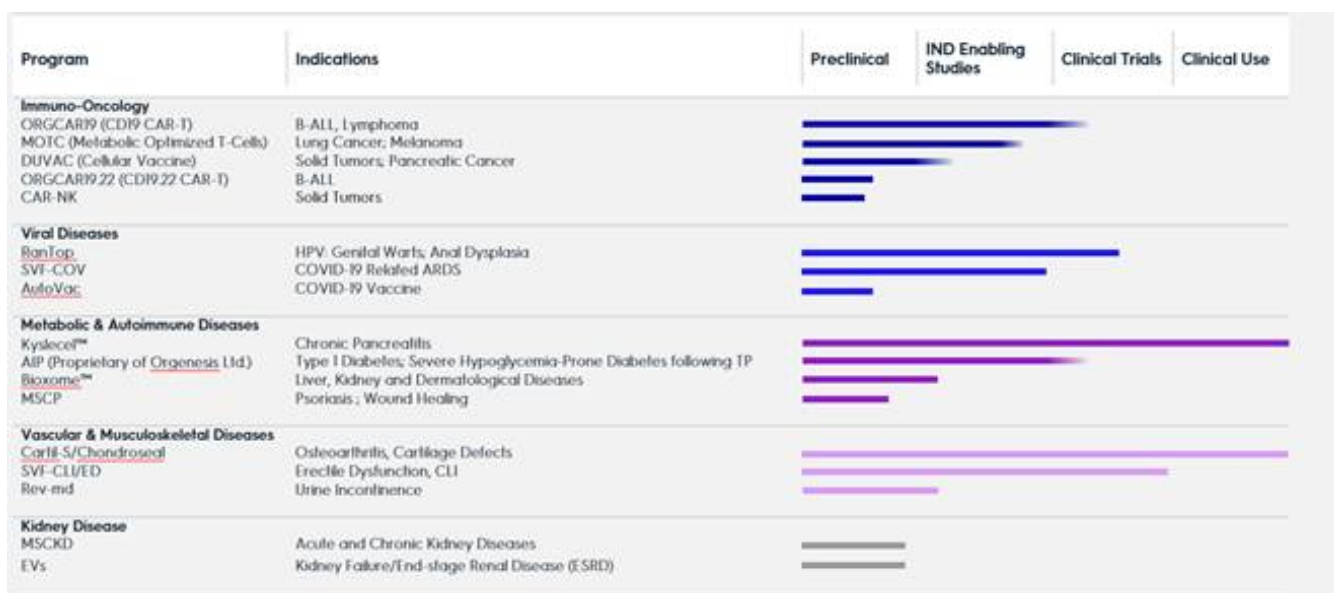 Program Indications Preclinical IND Enabling Studies Clinical Trials Clinical Use
Immuno-Oncology
ORGCAR19 (CD19 CAR-T) B-ALL, Lymphoma
MOTC (Metabolic Optimized T-Cells) Lung Cancer; Melanoma
DUVAC (Cellular Vaccine) Solid Tumors; Pancreatic Cancer
ORGCAR19.22 (CD19.22 CAR-T) B-ALL
CAR-NK Solid Tumors
Viral Diseases
RanTop HPV: Genital Warts; Anal Dysplasia
SVF-COV COVID-19 Related ARDS
AutoVac COVID-19 Vaccine
Metabolic & Autoimmune Diseases
Kyslecel™ Chronic Pancreatitis
AIP (Proprietary of Orgenesis Ltd.) Type 1 Diabetes; Severe Hypoglycemia-Prone Diabetes following TP
Bioxome™ Liver, Kidney and Dermatological Diseases
MSCP Psoriasis ; Wound Healing
Vascular & Musculoskeletal Diseases
Cartil-S/Chondroseal Osteoarthritis, Cartilage Defects
SVF-CLI/ED Erectile Dysfunction, CLI
Rev-md Urine Incontinence
Kidney Disease
MSCKD Acute and Chronic Kidney Diseases
EVs Kidney Failure/End-stage Renal Disease (ESRD)